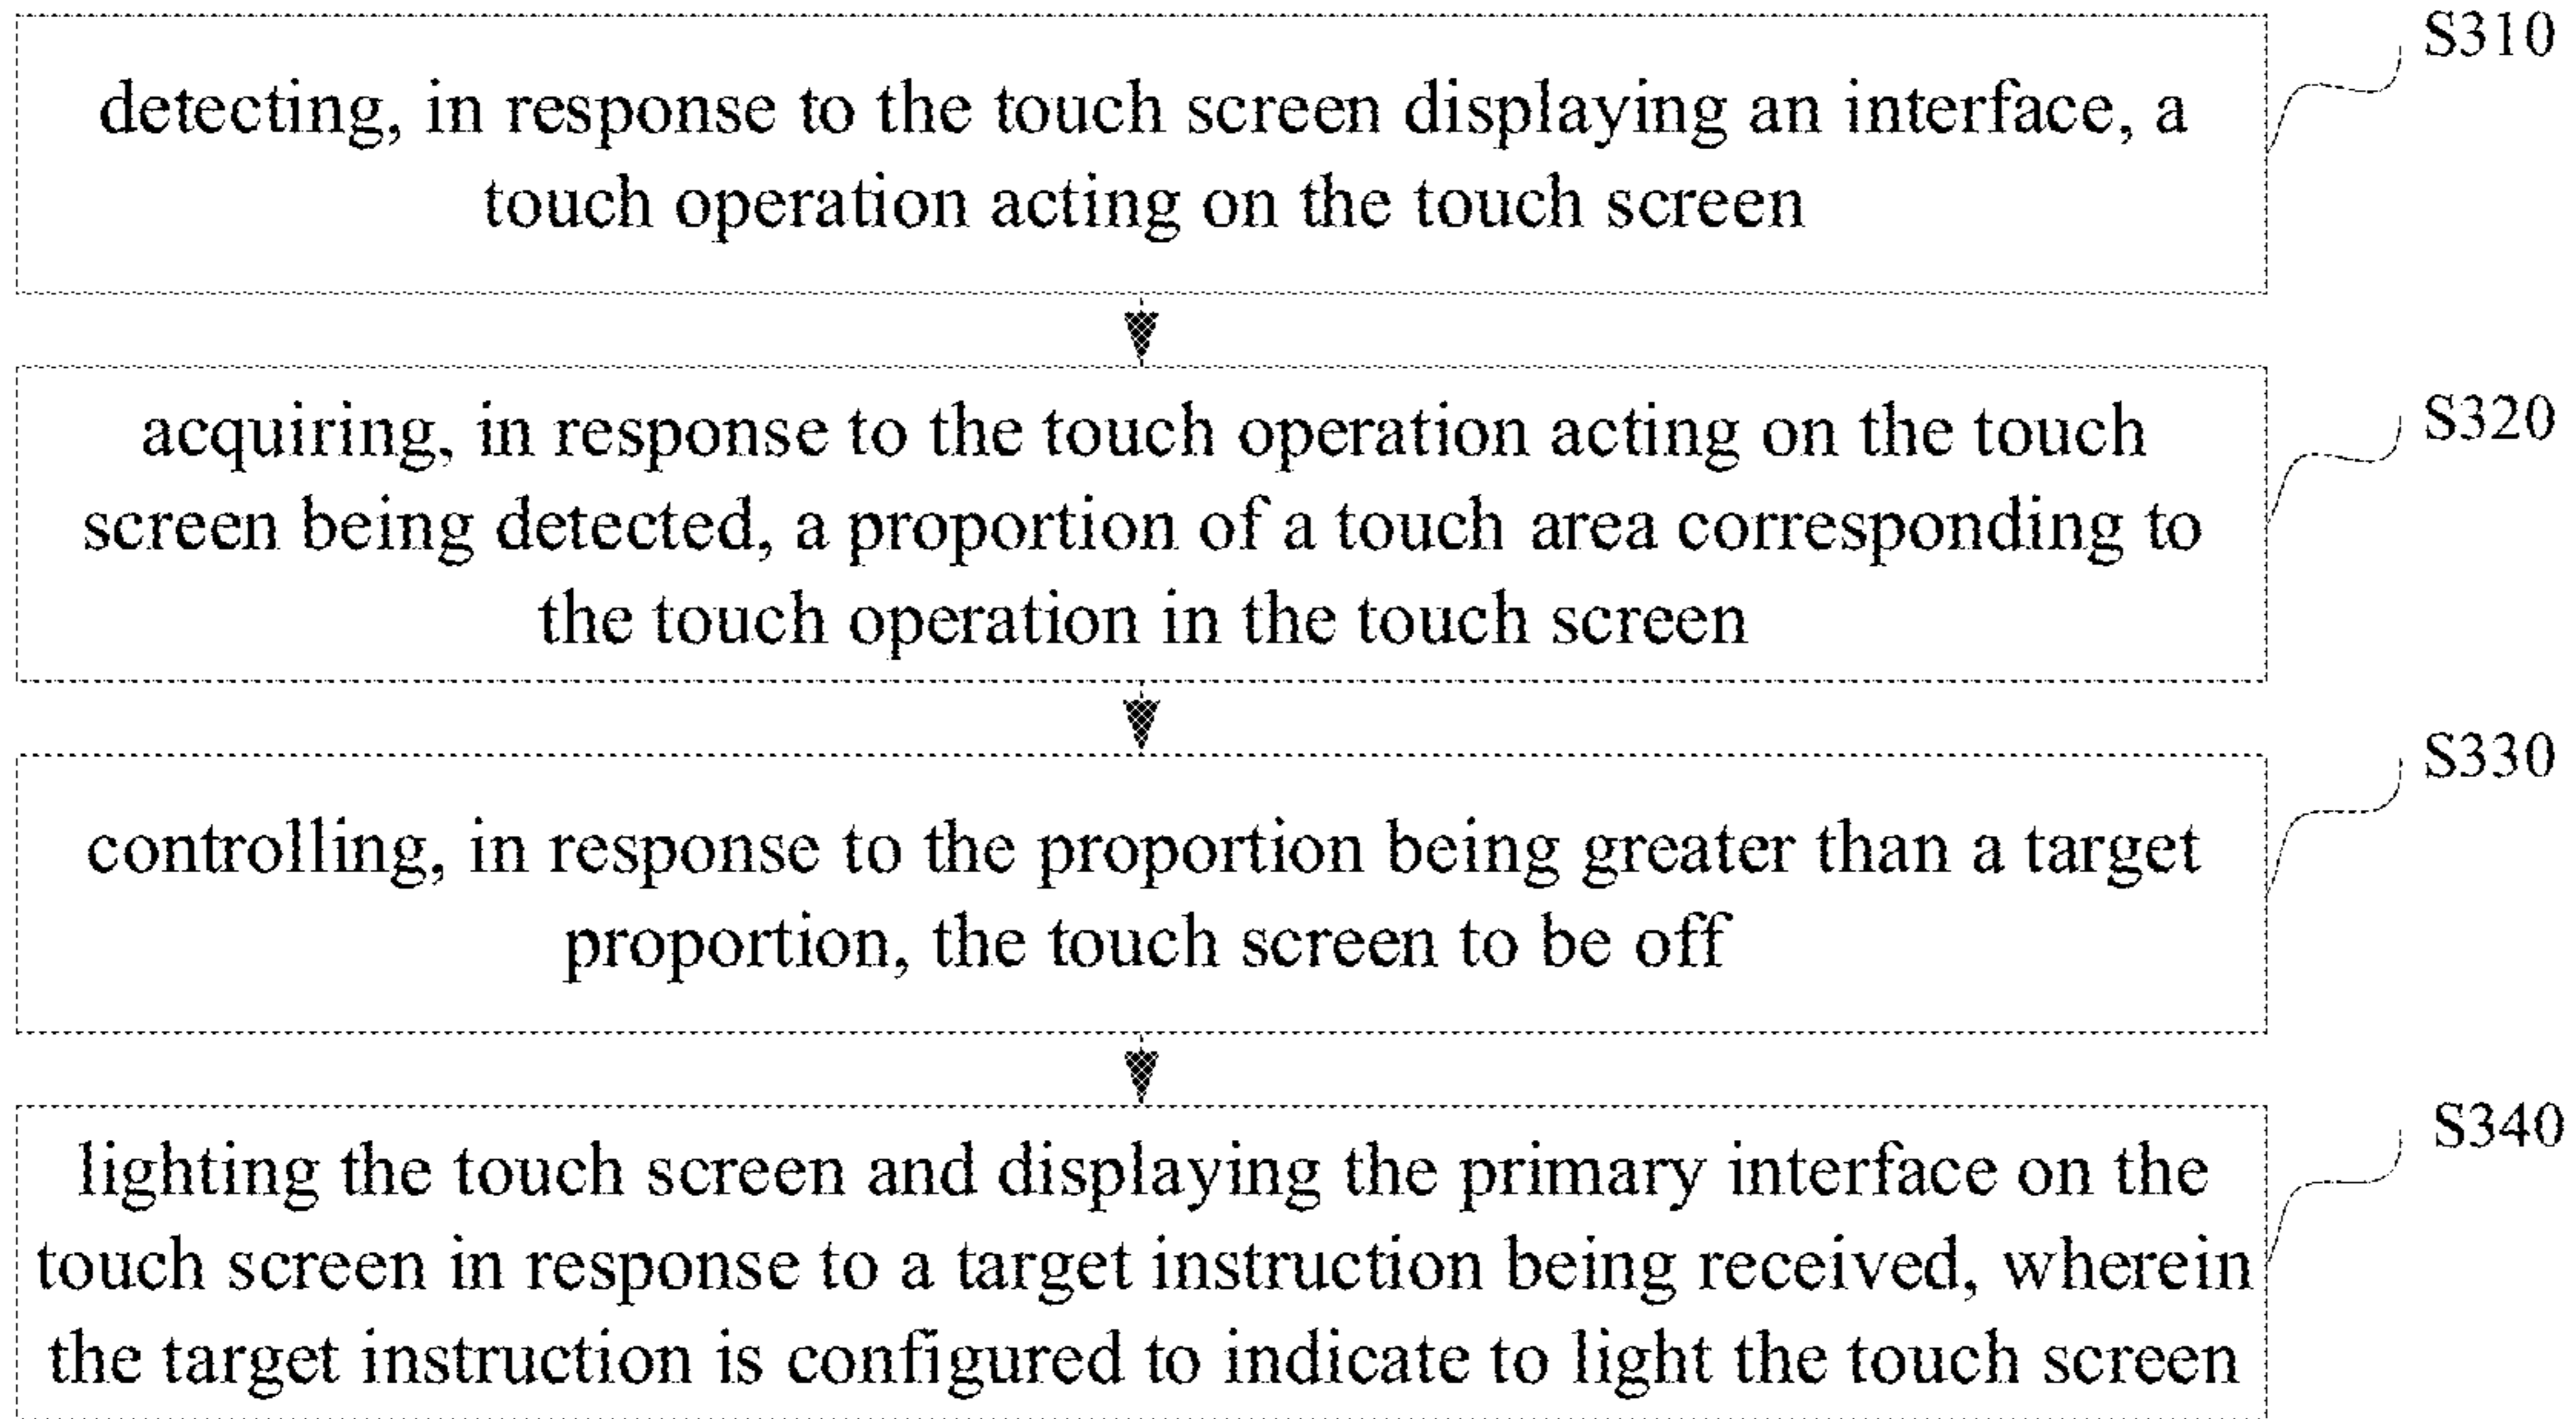 S310
detecting, in response to the touch screen displaying an interface, a
touch operation acting on the touch screen
S320
acquiring, in response to the touch operation acting on the touch
screen being detected, a proportion of a touch area corresponding to
the touch operation in the touch screen
S330
controlling, in response to the proportion being greater than a target
proportion, the touch screen to be off
S340
lighting the touch screen and displaying the primary interface on the
touch screen in response to a target instruction being received, wherein
the target instruction is configured to indicate to light the touch screen